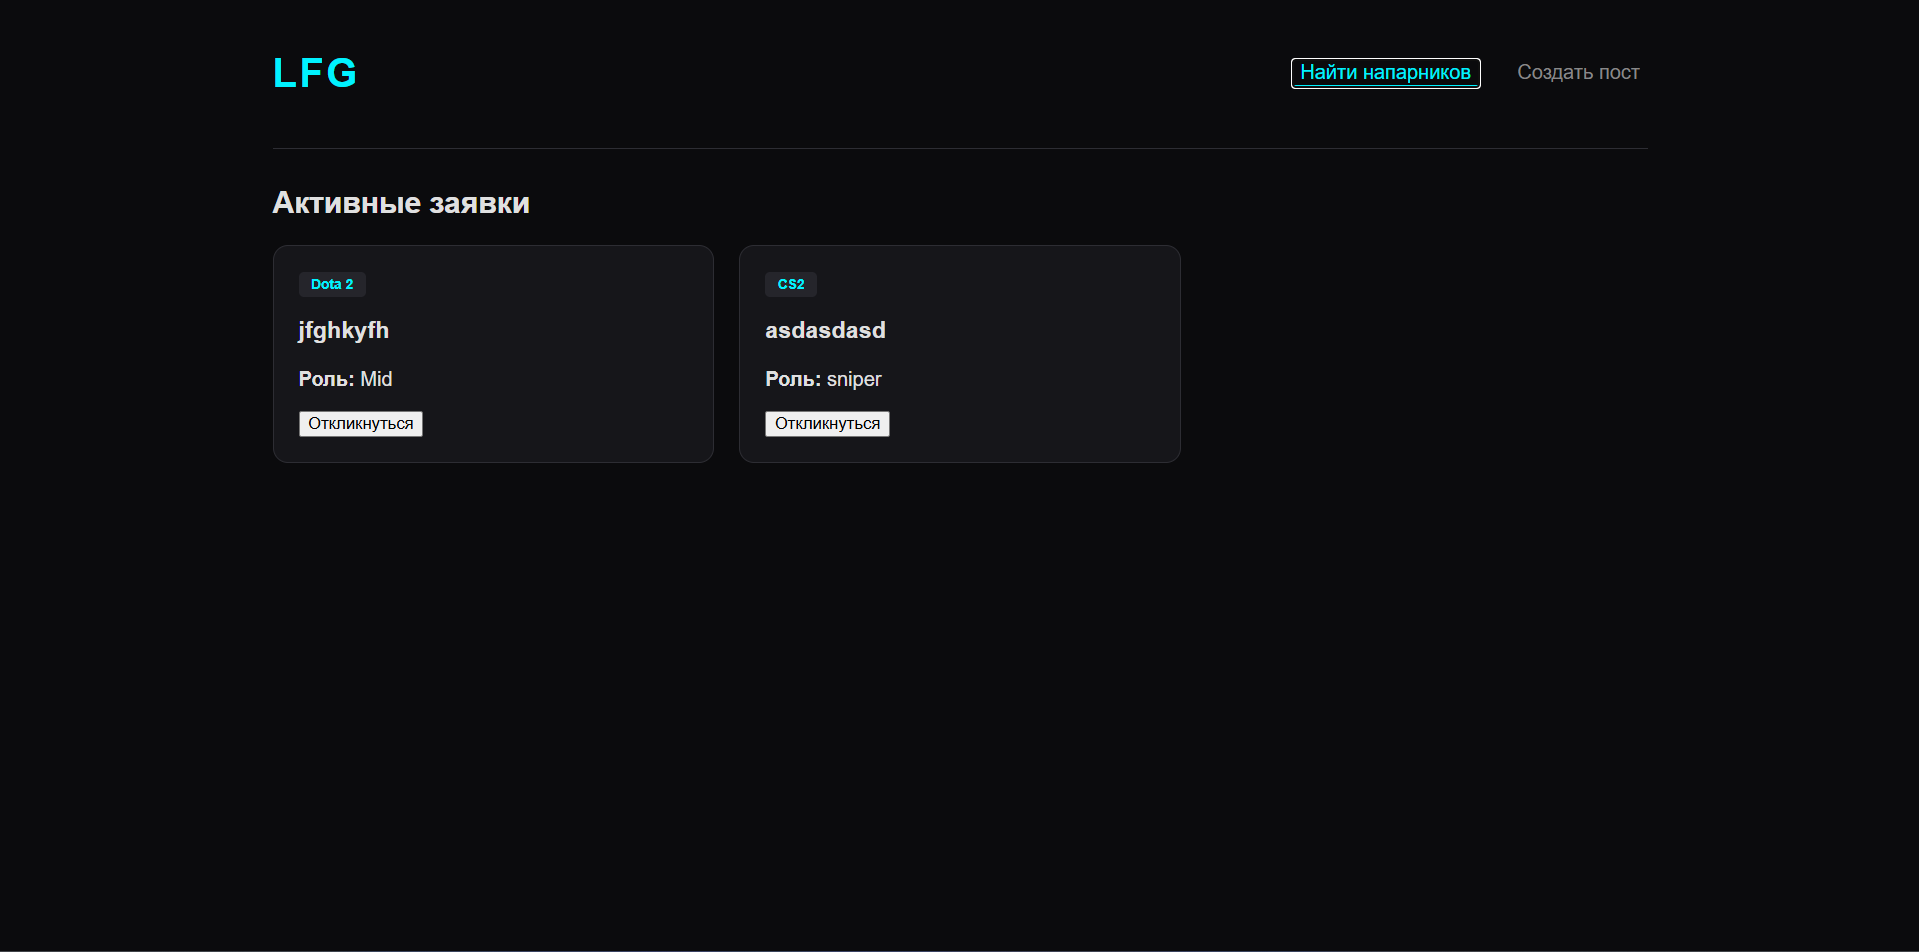 LFG
Найти напарников
Создать пост
Активные заявки
Dota 2
jfghkyfh
Роль: Mid
Откликнуться
CS2
asdasdasd
Роль: sniper
Откликнуться